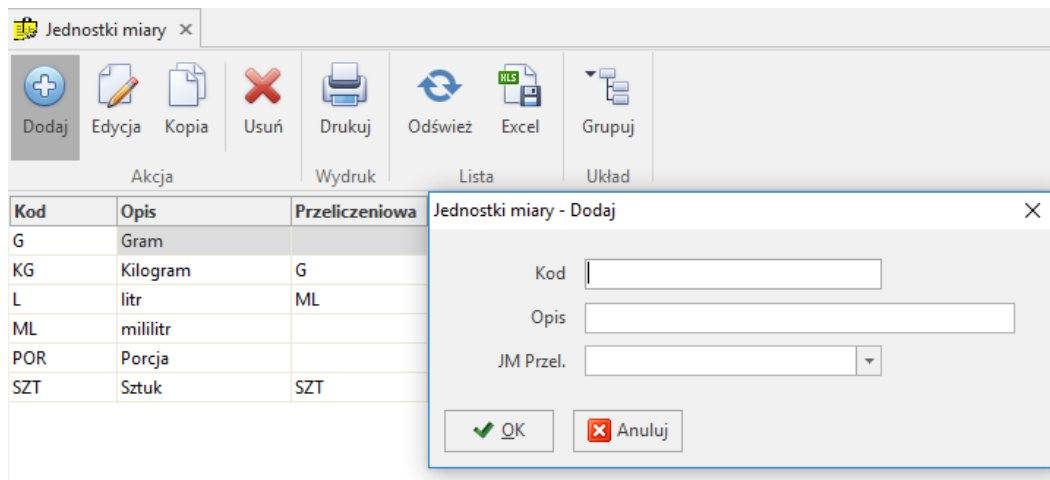 Jednostki miary
Dodaj Edycja Kopia Usuń Drukuj Odśwież XLS Excel Grupuj
Akcja Wydruk Lista Układ
Kod Opis Przeliczeniowa
G Gram
KG Kilogram G
L litr ML
ML mililitr
POR Porcja
SZT Sztuk SZT
Jednostki miary - Dodaj
Kod
Opis
JM Przel.
OK Anuluj